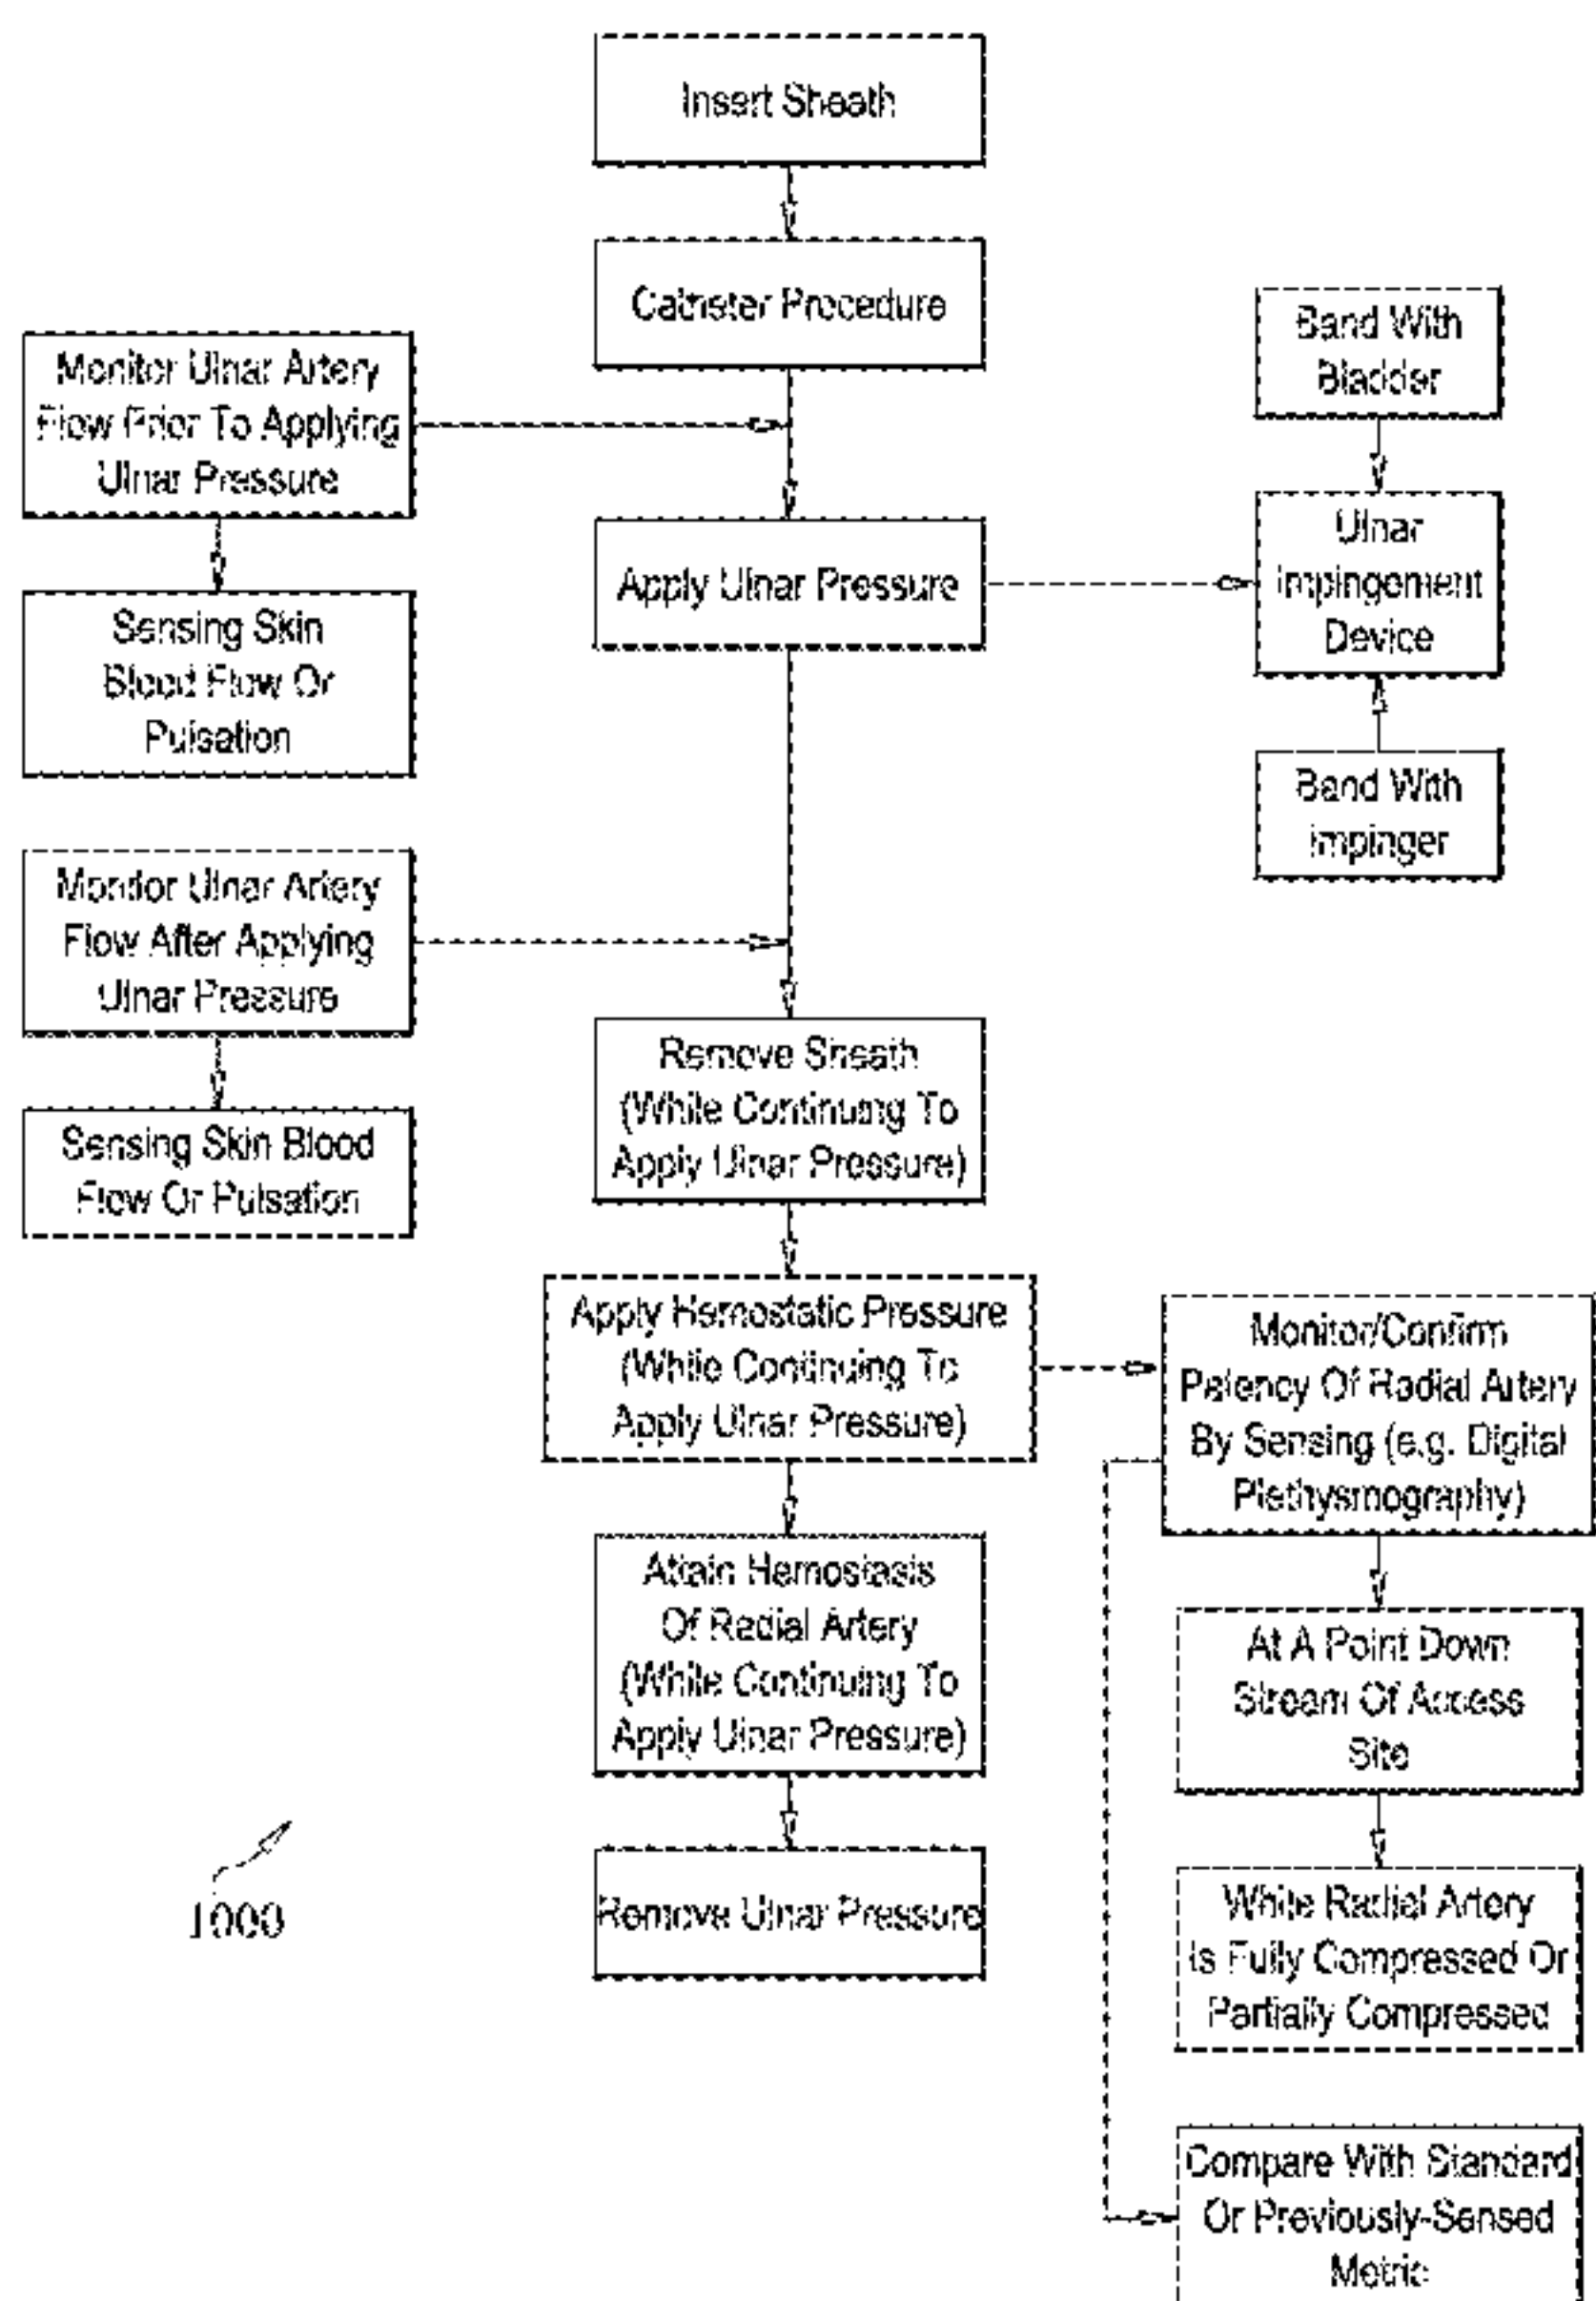 Insert Sheath
Catheter Procedure
Monitor Ulnar Artery
Flow Prior To Applying
Ulnar Pressure
Band With
Bladder
Apply Ulnar Pressure
Ulnar
Impingement
Device
Sensing Skin
Blood Flow Or
Pulsation
Band With
Impinger
Monitor Ulnar Artery
Flow After Applying
Ulnar Pressure
Remove Sheath
(While Continuing To
Apply Ulnar Pressure)
Sensing Skin Blood
Flow Or Pulsation
Apply Hemostatic Pressure
(While Continuing To
Apply Ulnar Pressure)
Monitor/Confirm
Patency Of Radial Artery
By Sensing (e.g. Digital
Plethysmography)
Attain Hemostasis
Of Radial Artery
(While Continuing To
Apply Ulnar Pressure)
At A Point Down
Stream Of Access
Site
Remove Ulnar Pressure
While Radial Artery
Is Fully Compressed Or
Partially Compressed
1000
Compare With Standard
Or Previously-Sensed
Metric